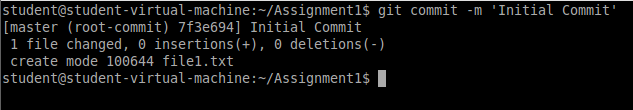 student@student-virtual-machine:~/Assignment1$ git commit -m 'Initial Commit'
[master (root-commit) 7f3e694] Initial Commit
 1 file changed, 0 insertions(+), 0 deletions(-)
 create mode 100644 file1.txt
student@student-virtual-machine:~/Assignment1$